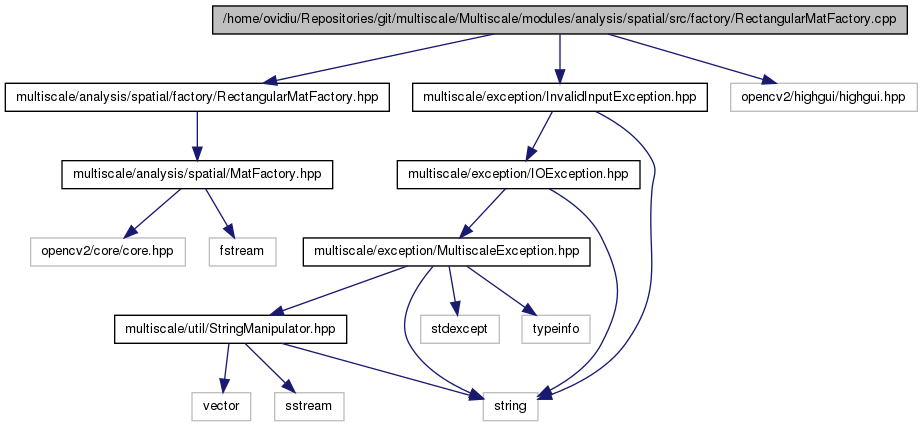 /home/ovidiu/Repositories/git/multiscale/Multiscale/modules/analysis/spatial/src/factory/RectangularMatFactory.cpp
multiscale/analysis/spatial/factory/RectangularMatFactory.hpp
multiscale/exception/InvalidInputException.hpp
opencv2/highgui/highgui.hpp
multiscale/analysis/spatial/MatFactory.hpp
multiscale/exception/IOException.hpp
opencv2/core/core.hpp
fstream
multiscale/exception/MultiscaleException.hpp
multiscale/util/StringManipulator.hpp
stdexcept
typeinfo
vector
sstream
string